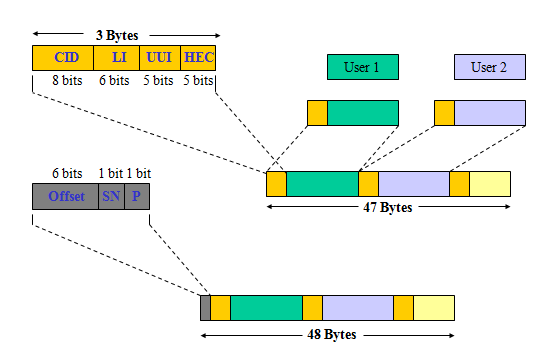 3 Bytes
CID LI UUI HEC
8 bits 6 bits 5 bits 5 bits
User 1 User 2
6 bits 1 bit 1 bit
Offset SN P
47 Bytes
48 Bytes